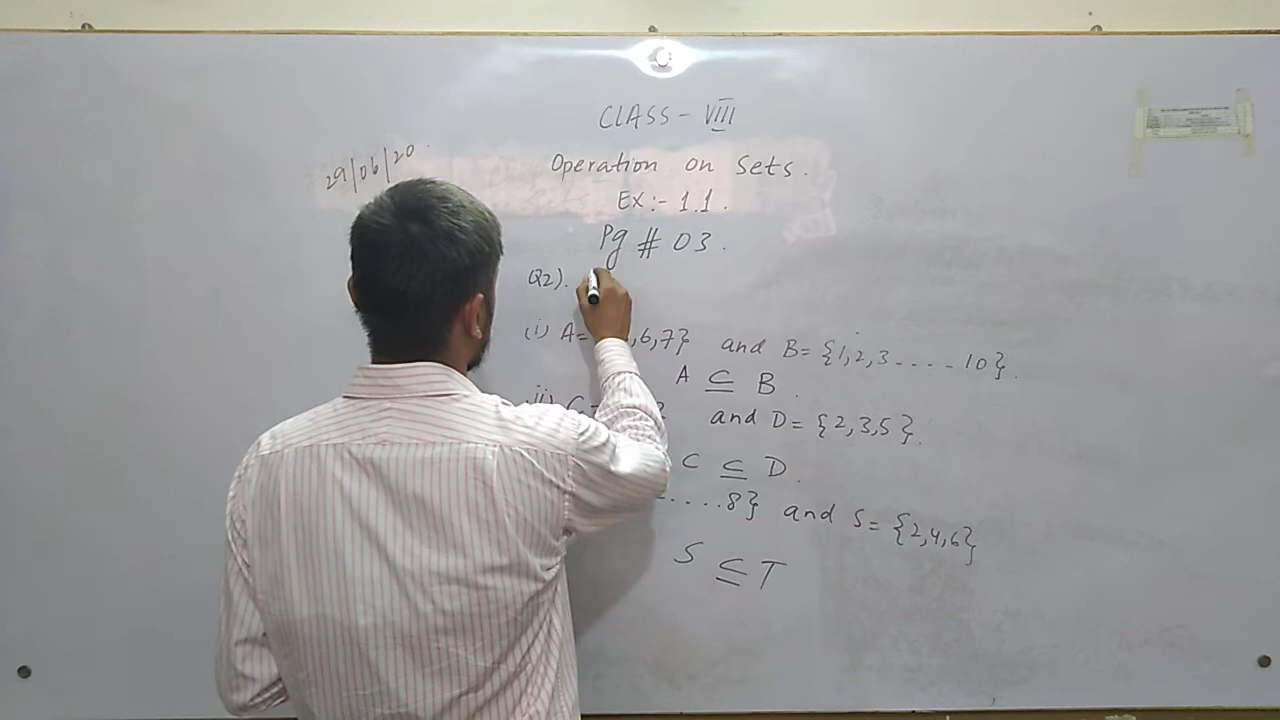 CLASS - VIII
29/06/20.
Operation on Sets.
Ex:- 1.1.
Pg # 03.
Q2).
(i) A= ,6,7} and B= {1,2,3-....10}.
A ⊆ B
(ii) C = and D= {2,3,5}.
C ⊆ D.
-....8} and S= {2,4,6}
S ⊆ T